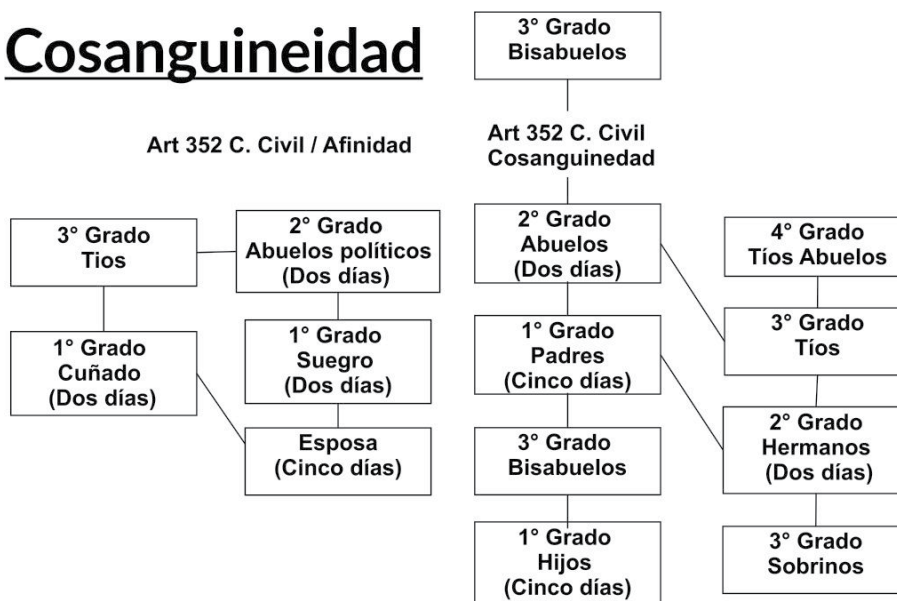 Cosanguineidad
Art 352 C. Civil / Afinidad
3° Grado
Tios
2° Grado
Abuelos políticos
(Dos días)
1° Grado
Cuñado
(Dos días)
1° Grado
Suegro
(Dos días)
Esposa
(Cinco días)
3° Grado
Bisabuelos
Art 352 C. Civil
Cosanguinedad
2° Grado
Abuelos
(Dos días)
1° Grado
Padres
(Cinco días)
3° Grado
Bisabuelos
1° Grado
Hijos
(Cinco días)
4° Grado
Tíos Abuelos
3° Grado
Tíos
2° Grado
Hermanos
(Dos días)
3° Grado
Sobrinos